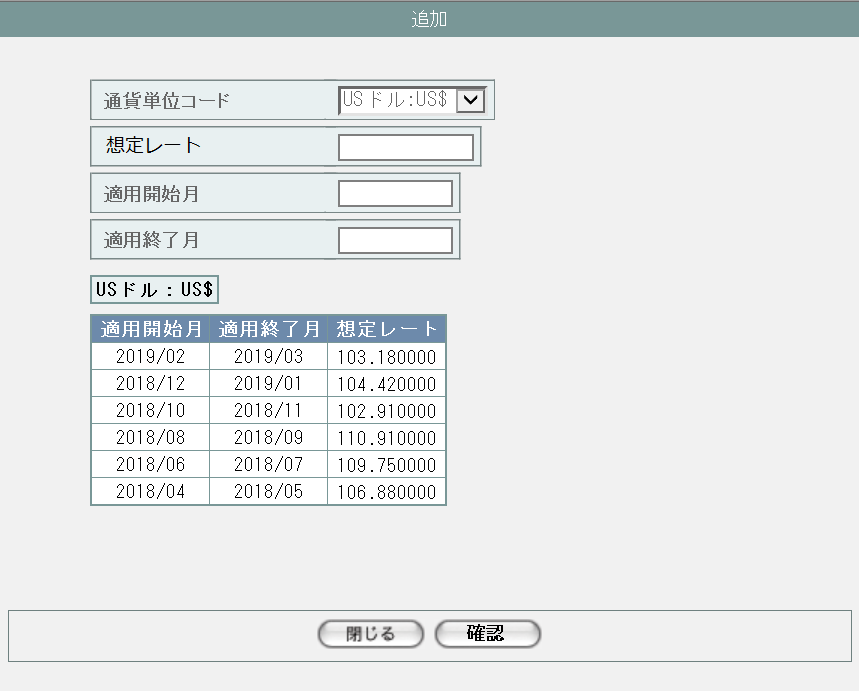 追加
通貨単位コード USドル:US$
想定レート
適用開始月
適用終了月
USドル : US$
適用開始月 適用終了月 想定レート
2019/02 2019/03 103.180000
2018/12 2019/01 104.420000
2018/10 2018/11 102.910000
2018/08 2018/09 110.910000
2018/06 2018/07 109.750000
2018/04 2018/05 106.880000
閉じる 確認